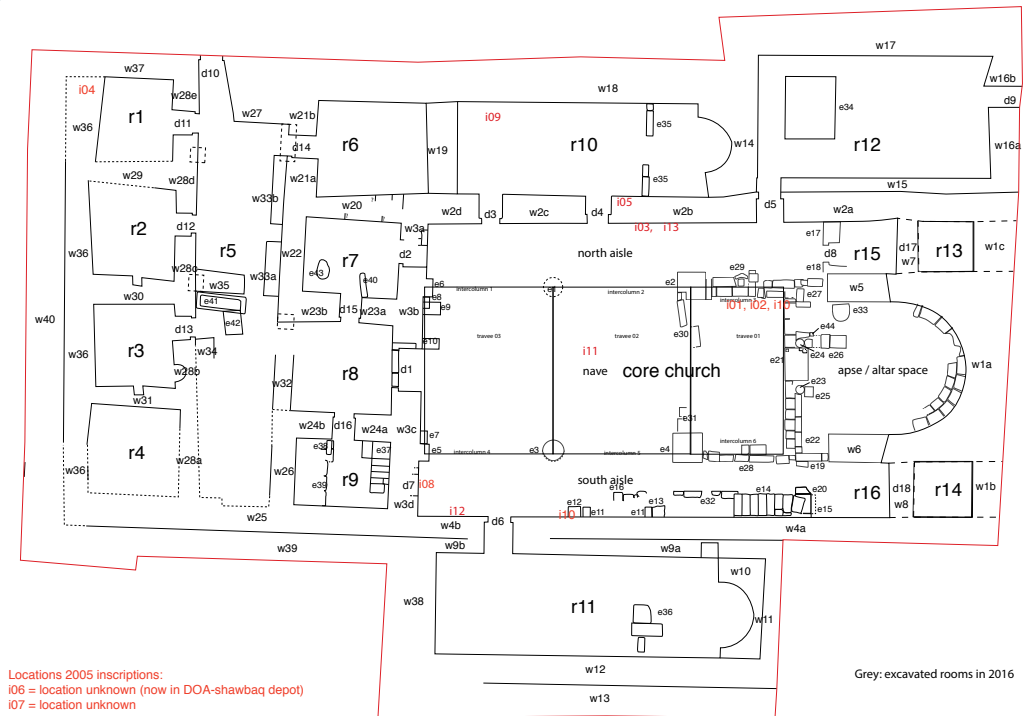 w17
w37
d10
i04
w28e
w16b
w18
d9
e34
w27
w21b
i09
e35
r1
d11
w36
r6
d14
w19
r10
w14
r12
w16a
w29
w28d
w21a
e35
w15
w33b
w20
w2d
d3
w2c
d4
i05
w2b
d5
w2a
i03, i13
r2
d12
w3a
e17
r5
w22
d2
north aisle
d8
r15
d17
w7
r13
w1c
w36
w28c
w33a
r7
e43
e40
e18
w35
e6
intercolumn 1
e1
intercolumn 2
e2
e29
w5
w30
e41
e8
e9
intercolumn 3
e27
i01, i02, i10
w40
e42
w23b
d15
w23a
w3b
e30
e33
d13
travee 03
travee 02
travee 01
e44
w36
r3
w34
e10
i11
e21
e24
e26
w28b
r8
d1
nave
core church
apse / altar space
w1a
w32
e23
e25
w31
w24b
d16
w24a
w3c
e31
e7
e22
r4
e38
e37
e5
intercolumn 4
e3
intercolumn 5
e4
intercolumn 6
w6
w36
w28a
w26
r9
e39
d7
i08
w3d
south aisle
e28
e19
e16
e14
e20
e15
r16
d18
w8
r14
w1b
e12
e11
e11
e13
e32
w25
i12
i10
w4b
d6
w4a
w39
w9b
w9a
w10
w38
r11
e36
w11
w12
w13
Locations 2005 inscriptions:
i06 = location unknown (now in DOA-shawbaq depot)
i07 = location unknown
Grey: excavated rooms in 2016